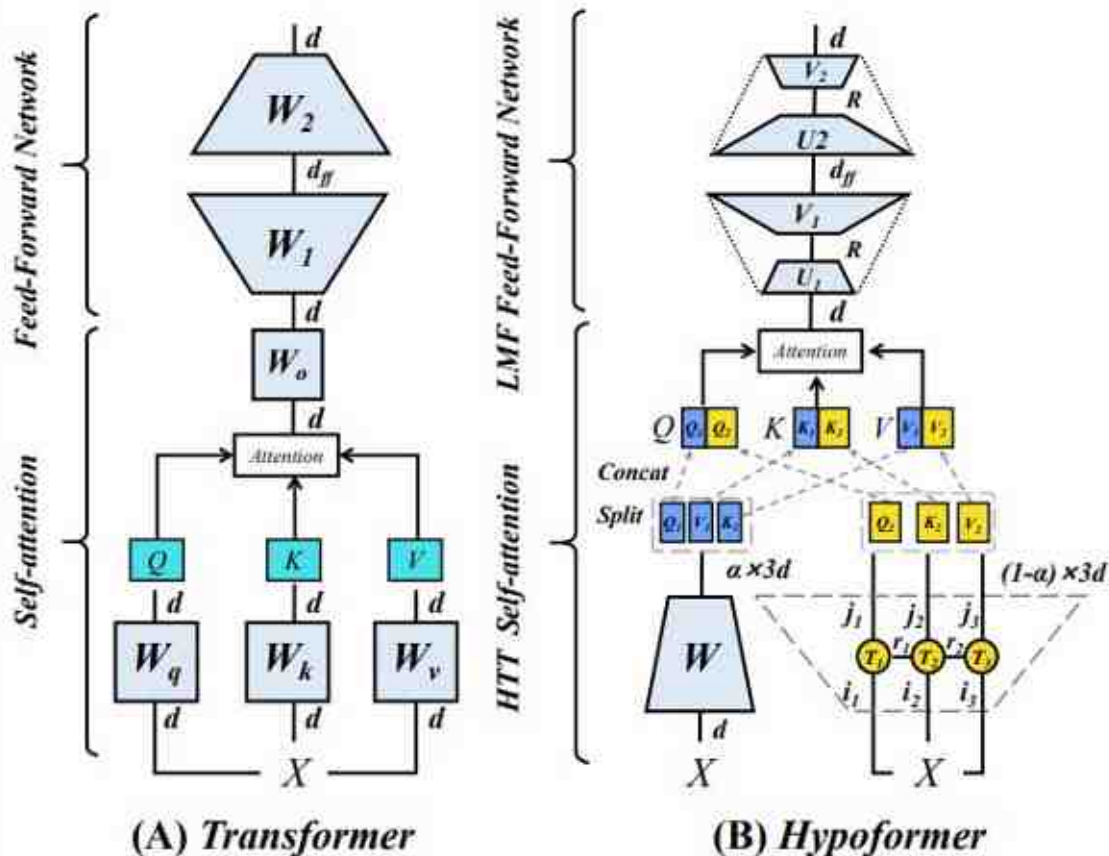 Feed-Forward Network
Self-attention
d
W2
dff
W1
d
Wo
d
Attention
Q K V
d d d
Wq Wk Wv
d d d
X
(A) Transformer
LMF Feed-Forward Network
HTT Self-attention
d
V2
R
U2
dff
V1
R
U1
d
Attention
Q Q1 Q2 K K1 K2 V V1 V2
Concat
Split
Q1 V1 K1 Q2 K2 V2
α×3d (1-α)×3d
j1 j2 j3
W T1 r1 T2 r2 T3
i1 i2 i3
d
X X
(B) Hypoformer